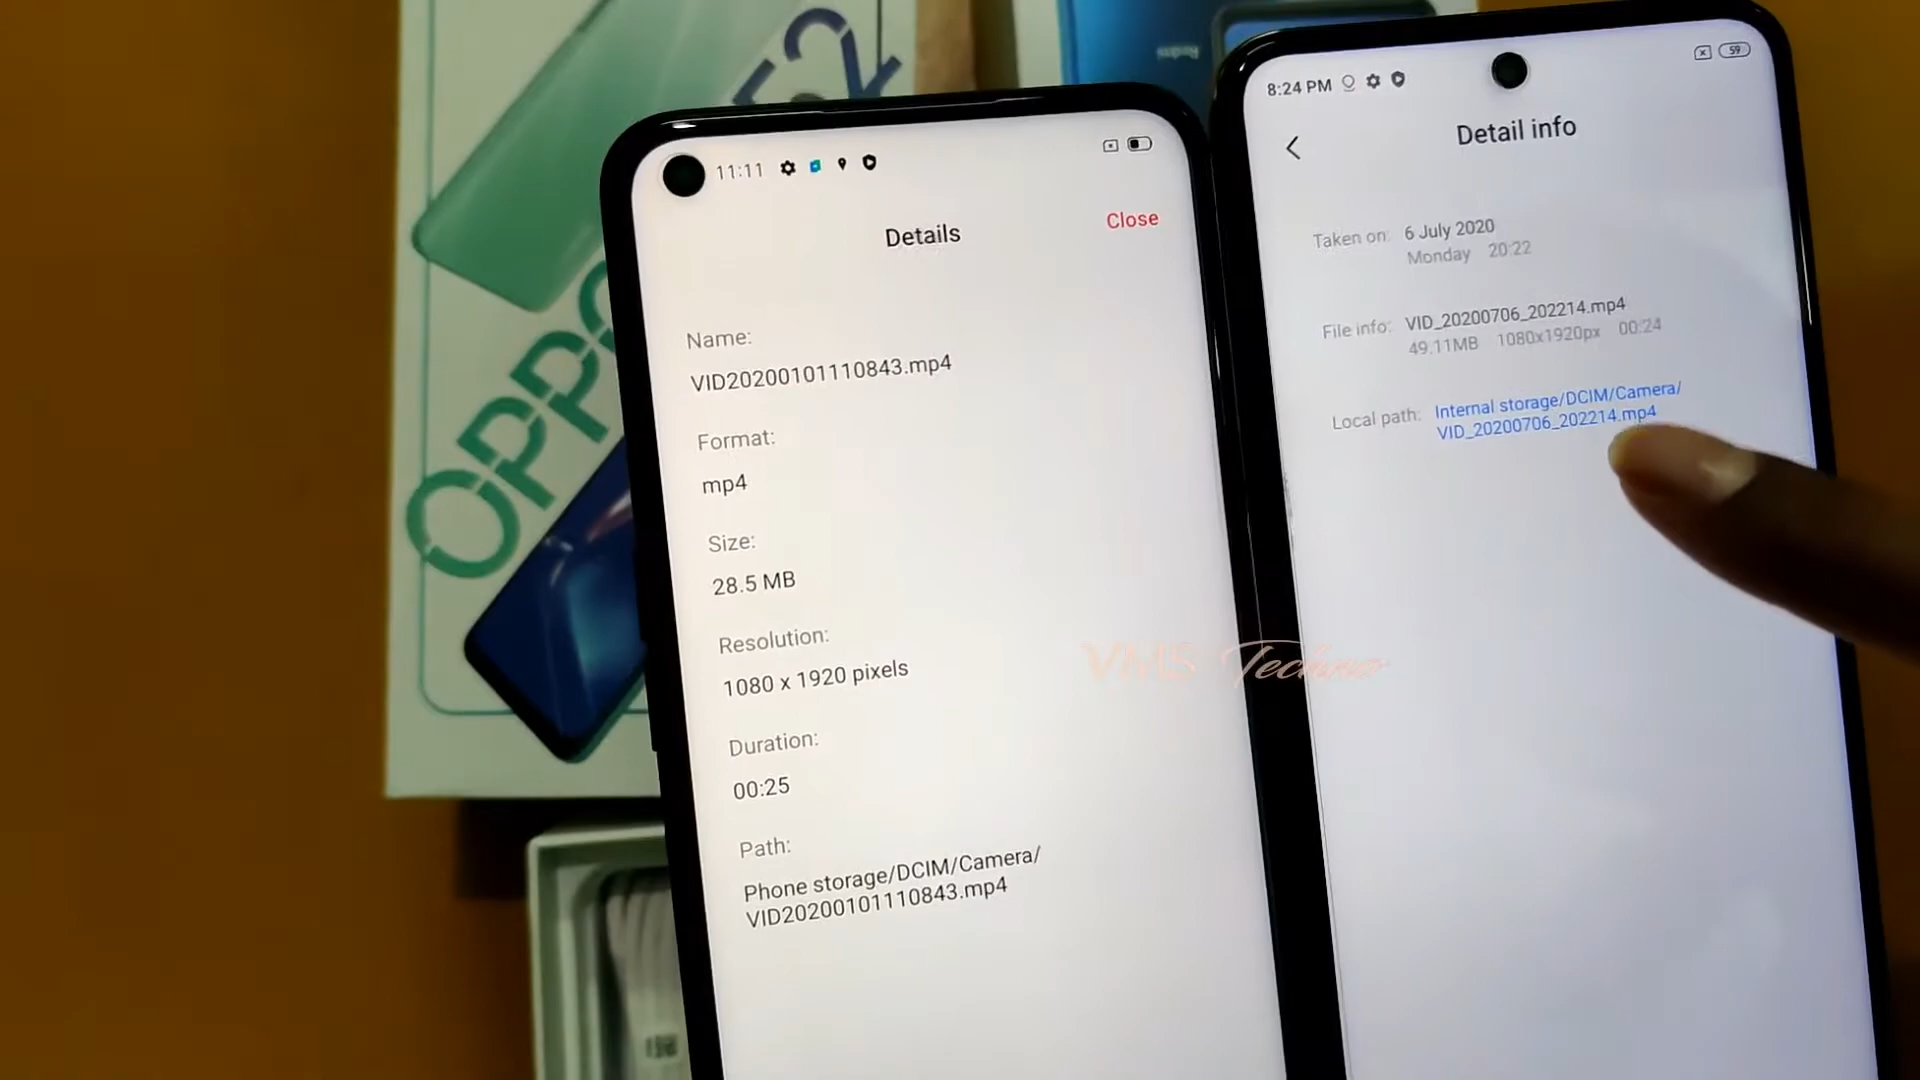 OPPO
52
Redmi
11:11
Details
Close
Name:
VID20200101110843.mp4
Format:
mp4
Size:
28.5 MB
Resolution:
1080 x 1920 pixels
Duration:
00:25
Path:
Phone storage/DCIM/Camera/
VID20200101110843.mp4
8:24 PM
59
Detail info
Taken on: 6 July 2020
Monday 20:22
File info: VID_20200706_202214.mp4
49.11MB 1080x1920px 00:24
Local path: Internal storage/DCIM/Camera/
VID_20200706_202214.mp4
VMS Techno